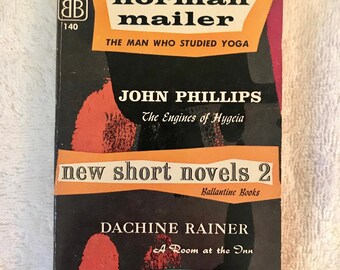 BB
140
norman
mailer
THE MAN WHO STUDIED YOGA
JOHN PHILLIPS
The Engines of Hygeia
new short novels 2
Ballantine Books
DACHINE RAINER
A Room at the Inn